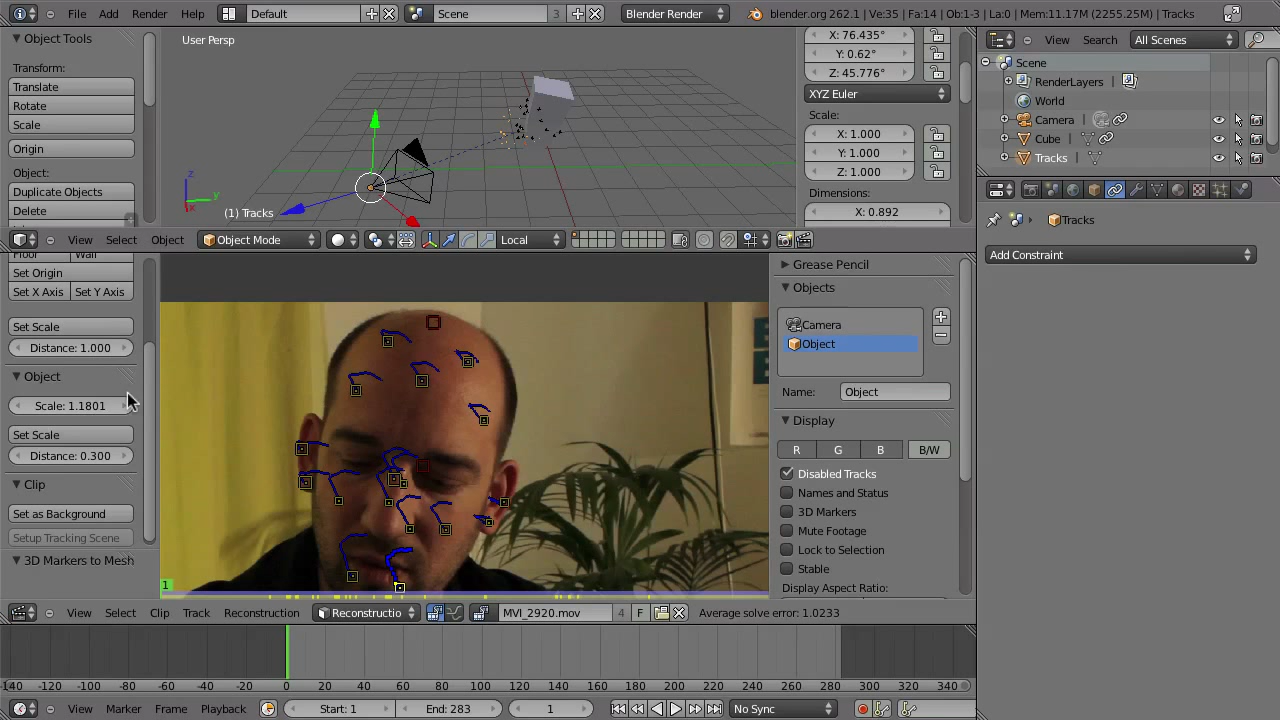 File Add Render Help Default Scene 3 Blender Render blender.org 262.1 | Ve:35 | Fa:14 | Ob:1-3 | La:0 | Mem:11.17M (2255.25M) | Tracks
Object Tools
Transform:
Translate
Rotate
Scale
Origin
Object:
Duplicate Objects
Delete
User Persp
z
y
x
(1) Tracks
X: 76.435°
Y: 0.62°
Z: 45.776°
XYZ Euler
Scale:
X: 1.000
Y: 1.000
Z: 1.000
Dimensions:
X: 0.892
View Search All Scenes
Scene
RenderLayers
World
Camera
Cube
Tracks
View Select Object Object Mode Local
Tracks
Add Constraint
Floor Wall
Set Origin
Set X Axis Set Y Axis
Set Scale
Distance: 1.000
Object
Scale: 1.1801
Set Scale
Distance: 0.300
Clip
Set as Background
Setup Tracking Scene
3D Markers to Mesh
1
Grease Pencil
Objects
Camera
Object
Name: Object
Display
R G B B/W
Disabled Tracks
Names and Status
3D Markers
Mute Footage
Lock to Selection
Stable
Display Aspect Ratio:
View Select Clip Track Reconstruction Reconstructio MVI_2920.mov 4 F Average solve error: 1.0233
-140 -120 -100 -80 -60 -40 -20 0 20 40 60 80 100 120 140 160 180 200 220 240 260 280 300 320 340
View Marker Frame Playback Start: 1 End: 283 1 No Sync